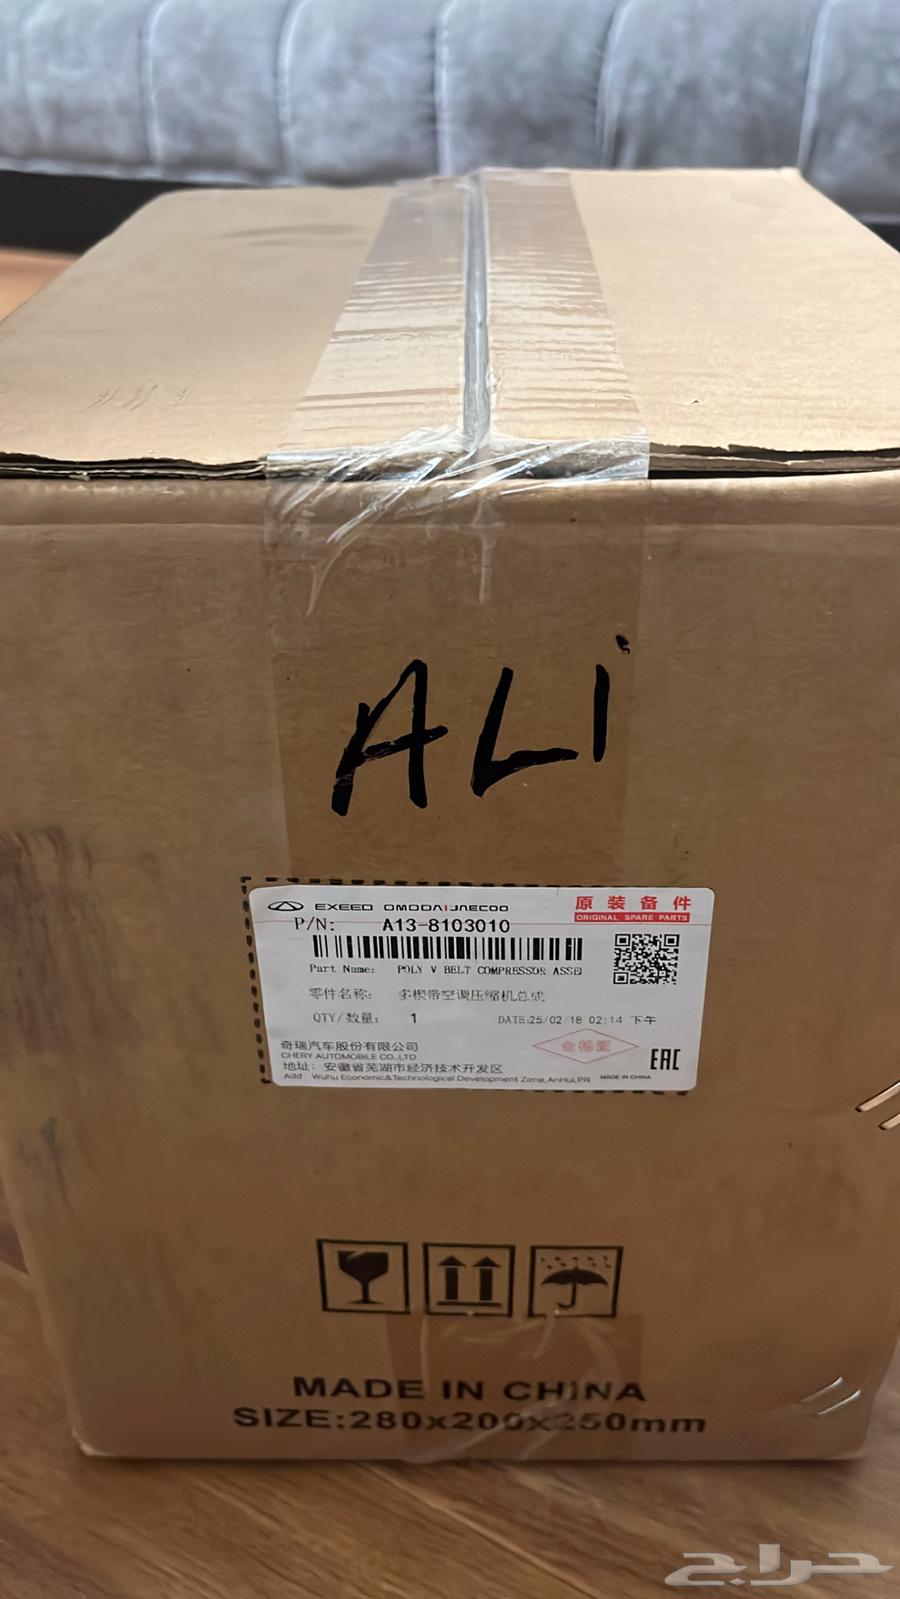 ALi
EXEED OMODA|JAECOO
原装备件
ORIGINAL SPARE PARTS
P/N: A13-8103010
Part Name: POLY V BELT COMPRESSOR ASSE
零件名称: 多楔带空调压缩机总成
QTY/数量: 1 DATE:25/02/18 02:14 下午
奇瑞汽车股份有限公司
CHERY AUTOMOBILE CO.,LTD
合格证
EAC
地址: 安徽省芜湖市经济技术开发区
Add: Wuhu Economic&Technological Development Zone,AnHui,PR
MADE IN CHINA
MADE IN CHINA
SIZE:280x200x250mm
حراج